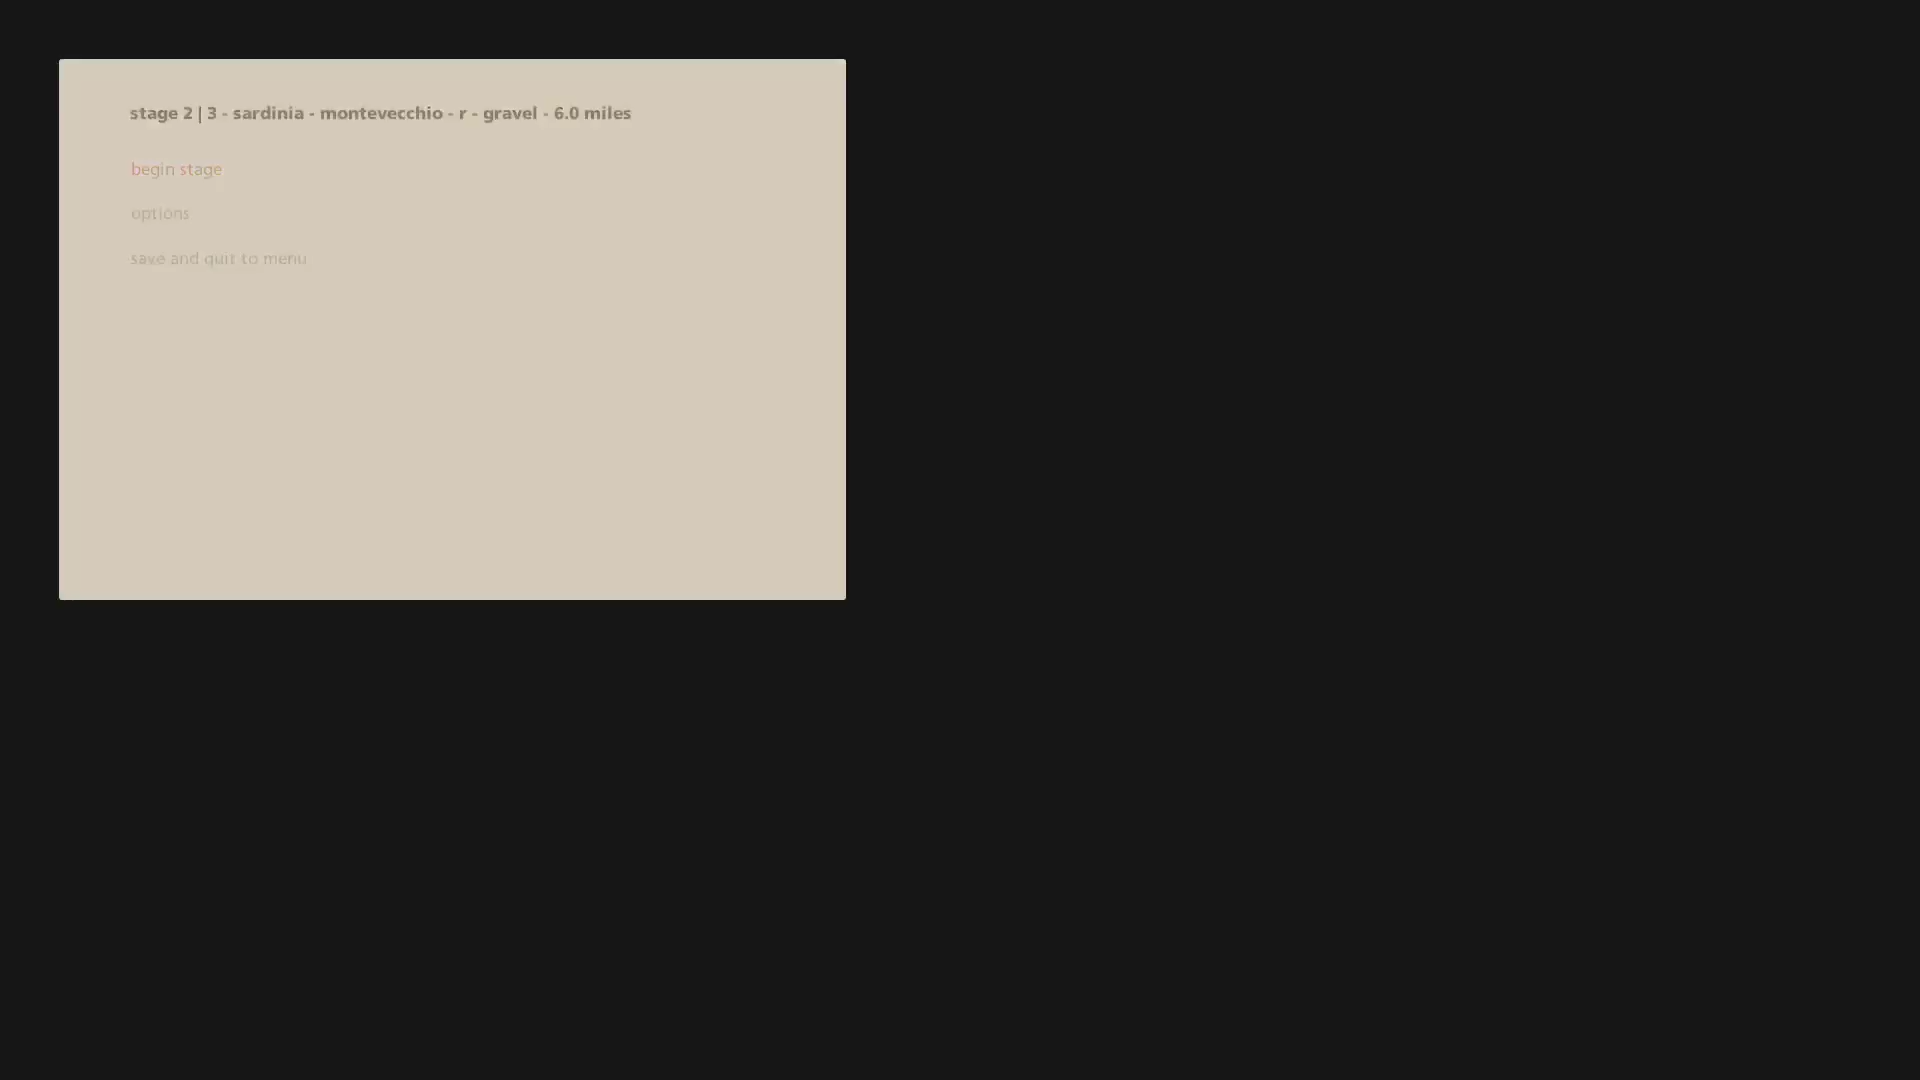 stage 2 | 3 - sardinia - montevecchio - r - gravel - 6.0 miles
begin stage
options
save and quit to menu